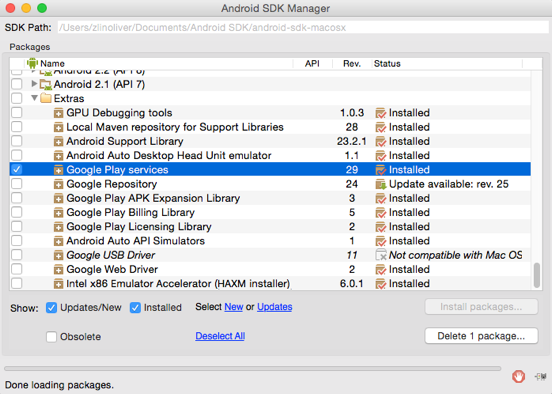 Android SDK Manager
SDK Path: /Users/zlinoliver/Documents/Android SDK/android-sdk-macosx
Packages
Name API Rev. Status
Android 2.2 (API 8)
Android 2.1 (API 7)
Extras
GPU Debugging tools 1.0.3 Installed
Local Maven repository for Support Libraries 28 Installed
Android Support Library 23.2.1 Installed
Android Auto Desktop Head Unit emulator 1.1 Installed
Google Play services 29 Installed
Google Repository 24 Update available: rev. 25
Google Play APK Expansion Library 3 Installed
Google Play Billing Library 5 Installed
Google Play Licensing Library 2 Installed
Android Auto API Simulators 1 Installed
Google USB Driver 11 Not compatible with Mac OS
Google Web Driver 2 Installed
Intel x86 Emulator Accelerator (HAXM installer) 6.0.1 Installed
Show: Updates/New Installed Select New or Updates Install packages...
Obsolete Deselect All Delete 1 package...
Done loading packages.